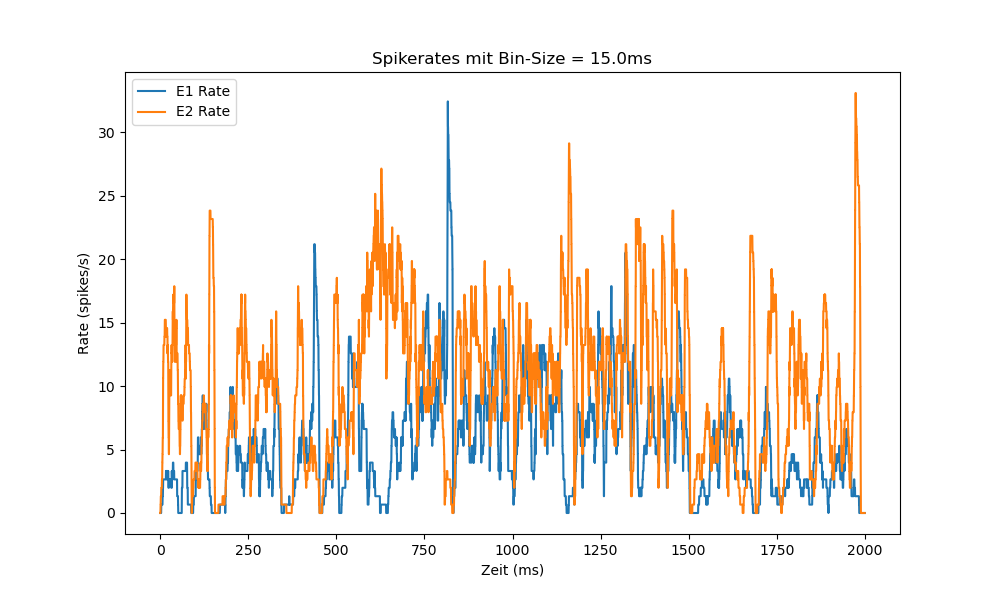 Spikerates mit Bin-Size = 15.0ms
E1 Rate
E2 Rate
Rate (spikes/s)
30
25
20
15
10
5
0
0 250 500 750 1000 1250 1500 1750 2000
Zeit (ms)